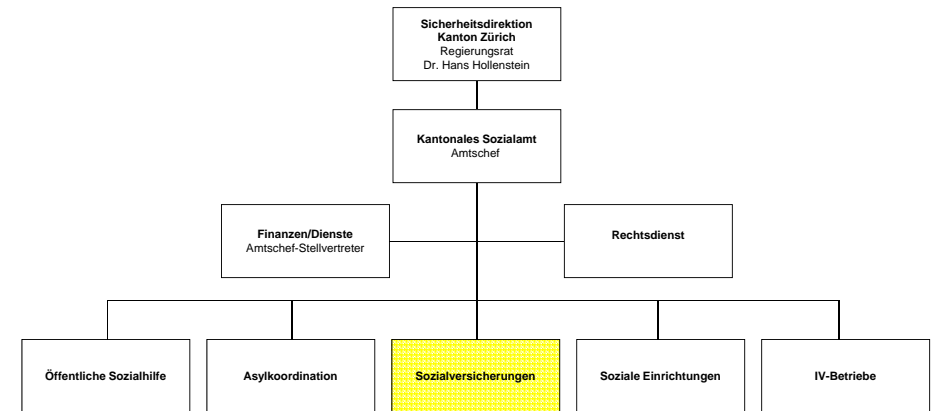 Sicherheitsdirektion
Kanton Zürich
Regierungsrat
Dr. Hans Hollenstein
Kantonales Sozialamt
Amtschef
Finanzen/Dienste
Amtschef-Stellvertreter
Rechtsdienst
Öffentliche Sozialhilfe
Asylkoordination
Sozialversicherungen
Soziale Einrichtungen
IV-Betriebe